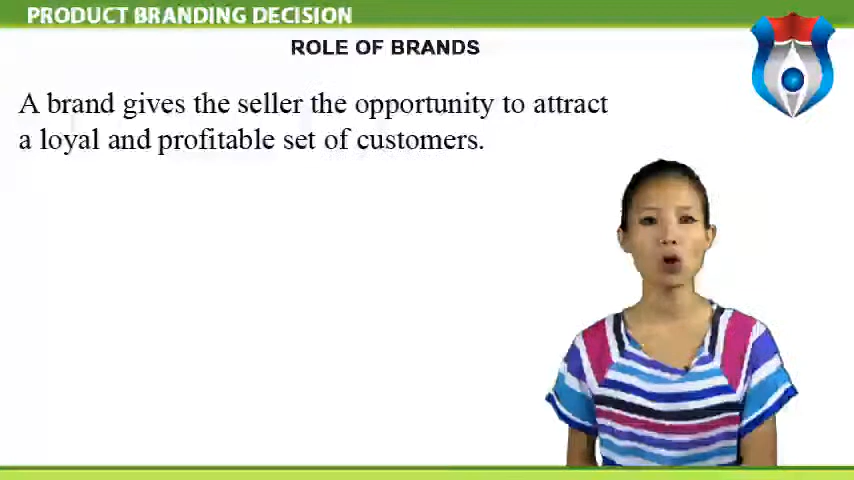 PRODUCT BRANDING DECISION
ROLE OF BRANDS
A brand gives the seller the opportunity to attract
a loyal and profitable set of customers.